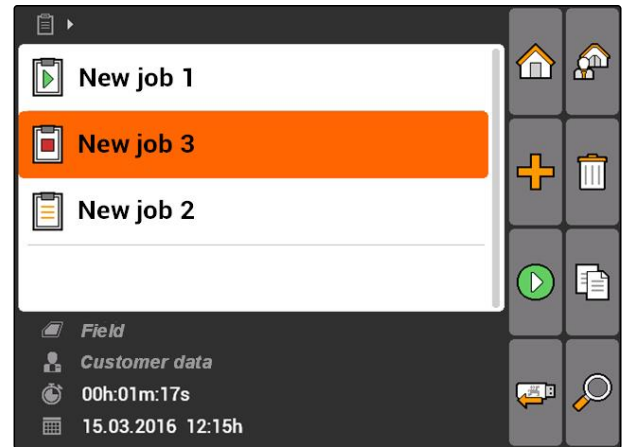 New job 1
New job 3
New job 2
Field
Customer data
00h:01m:17s
15.03.2016 12:15h